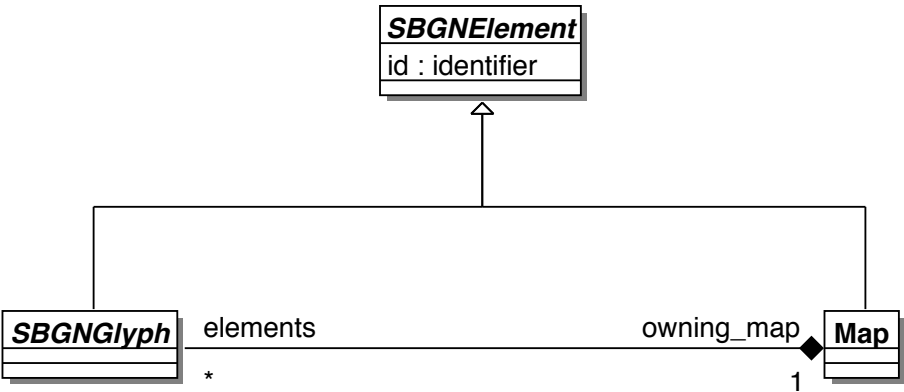 SBGNElement
id : identifier
SBGNGlyph
elements
owning_map
Map
*
1